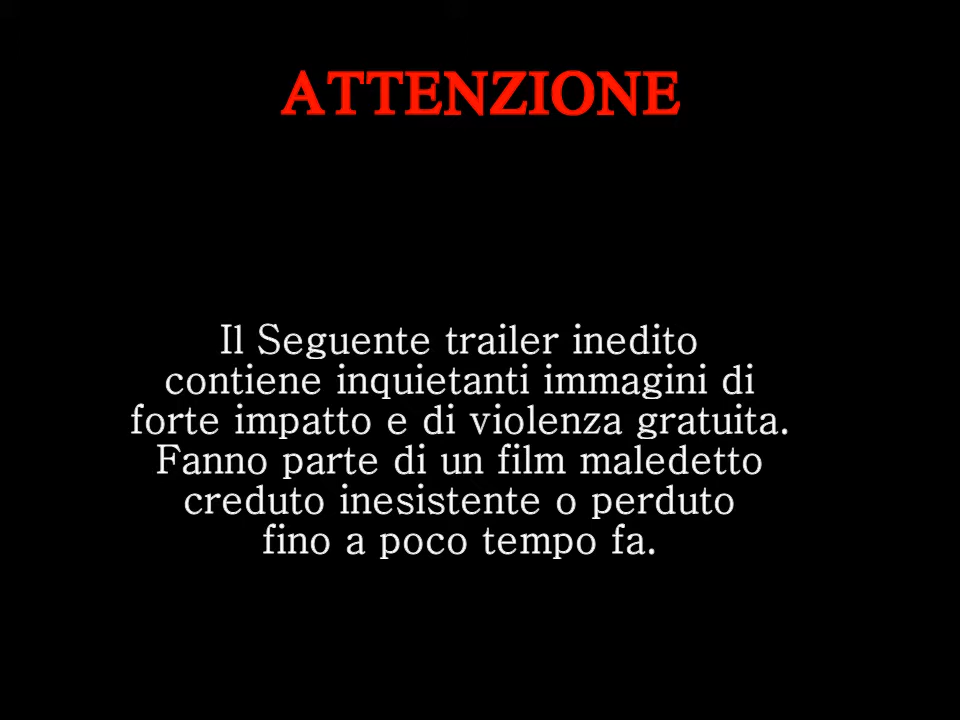 ATTENZIONE
Il Seguente trailer inedito
contiene inquietanti immagini di
forte impatto e di violenza gratuita.
Fanno parte di un film maledetto
creduto inesistente o perduto
fino a poco tempo fa.